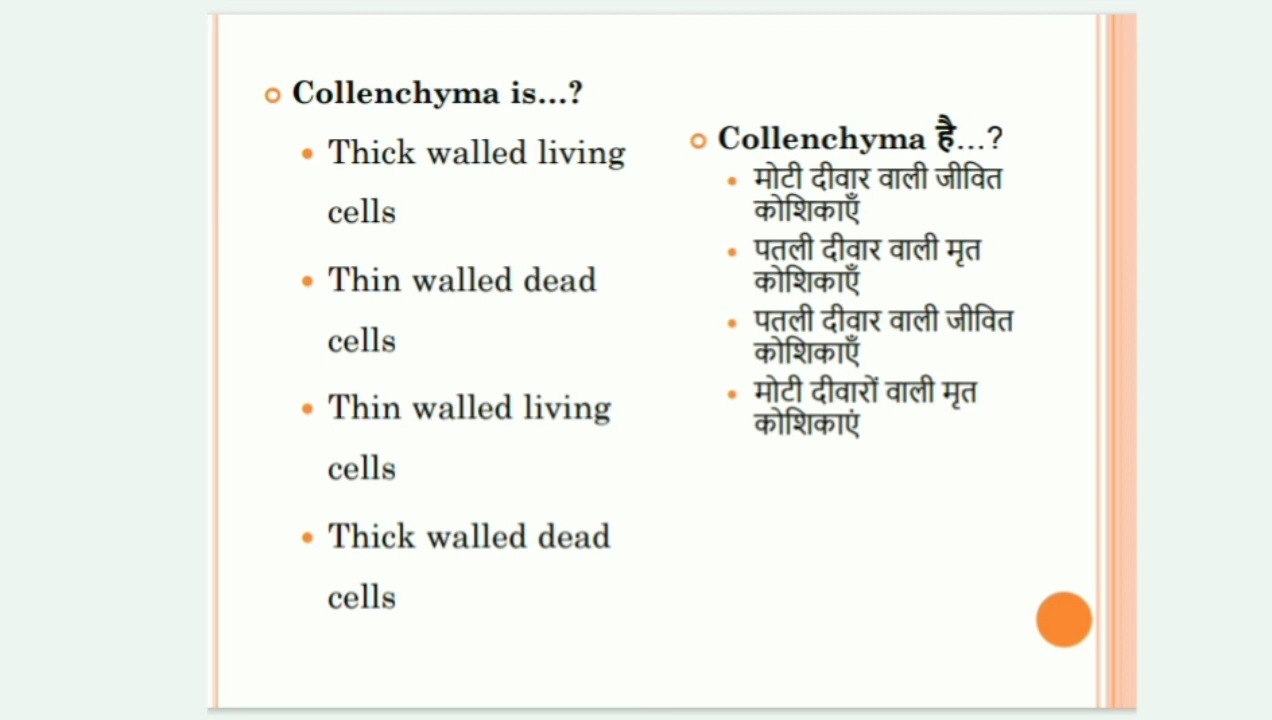 Collenchyma is...?
Thick walled living
cells
Thin walled dead
cells
Thin walled living
cells
Thick walled dead
cells
Collenchyma है...?
मोटी दीवार वाली जीवित
कोशिकाएँ
पतली दीवार वाली मृत
कोशिकाएँ
पतली दीवार वाली जीवित
कोशिकाएँ
मोटी दीवारों वाली मृत
कोशिकाएं